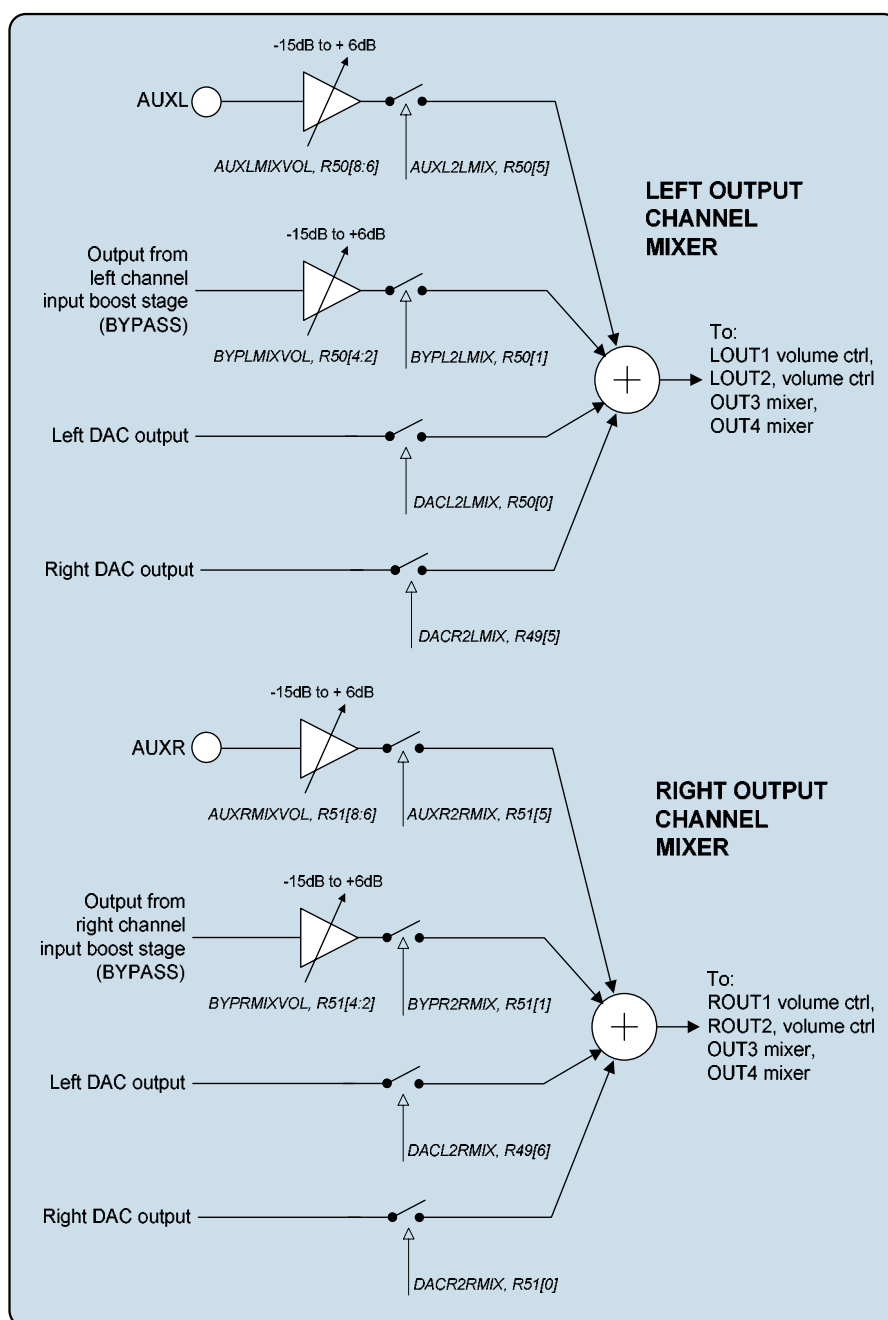 -15dB to + 6dB
AUXL
AUXLMIXVOL, R50[8:6]
AUXL2LMIX, R50[5]
LEFT OUTPUT
CHANNEL
MIXER
-15dB to +6dB
Output from
left channel
input boost stage
(BYPASS)
BYPLMIXVOL, R50[4:2]
BYPL2LMIX, R50[1]
To:
LOUT1 volume ctrl,
LOUT2, volume ctrl
OUT3 mixer,
OUT4 mixer
Left DAC output
DACL2LMIX, R50[0]
Right DAC output
DACR2LMIX, R49[5]
-15dB to + 6dB
AUXR
AUXRMIXVOL, R51[8:6]
AUXR2RMIX, R51[5]
RIGHT OUTPUT
CHANNEL
MIXER
-15dB to +6dB
Output from
right channel
input boost stage
(BYPASS)
BYPRMIXVOL, R51[4:2]
BYPR2RMIX, R51[1]
To:
ROUT1 volume ctrl,
ROUT2, volume ctrl
OUT3 mixer,
OUT4 mixer
Left DAC output
DACL2RMIX, R49[6]
Right DAC output
DACR2RMIX, R51[0]